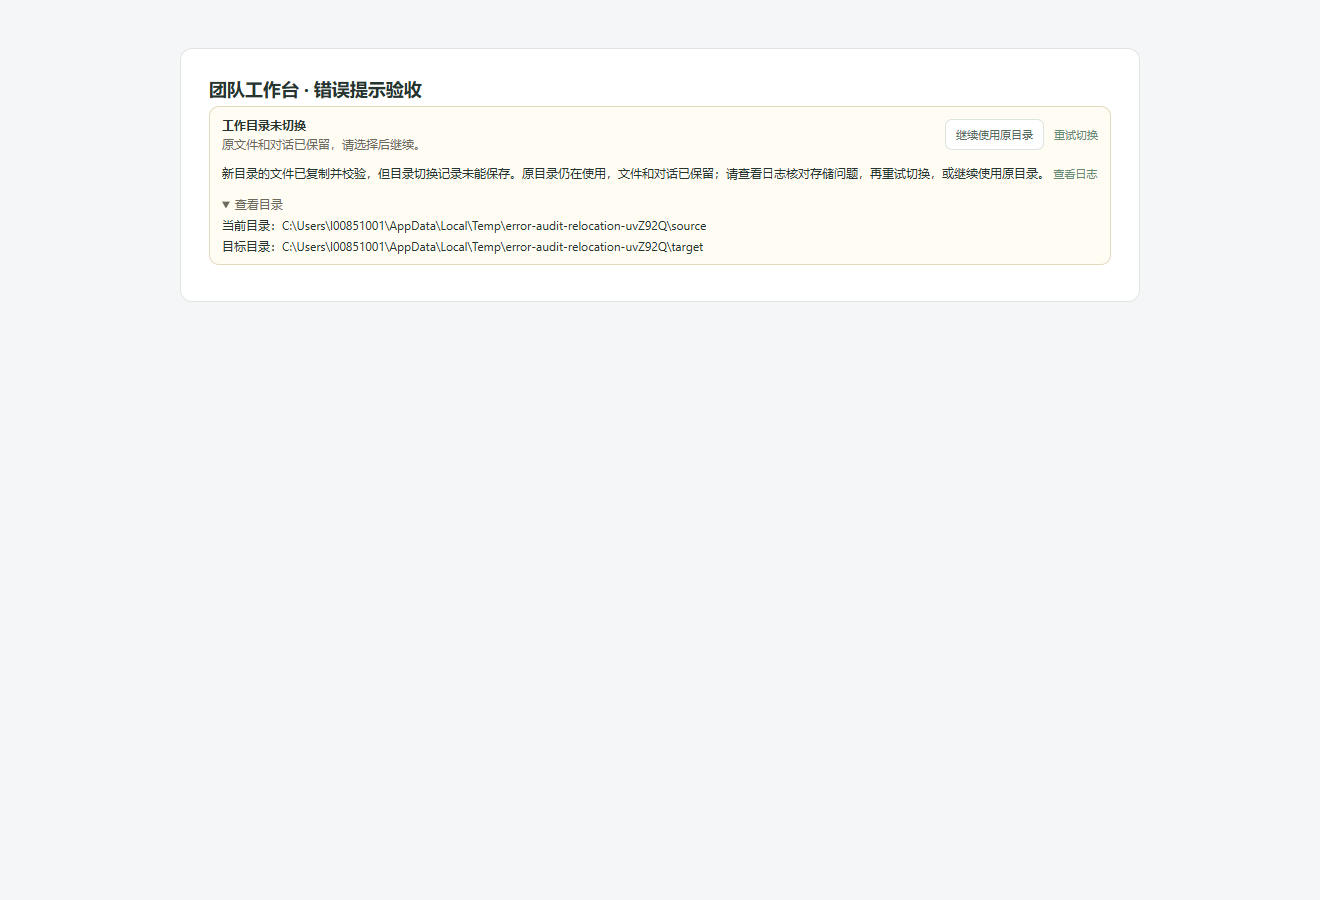 团队工作台 · 错误提示验收
工作目录未切换
原文件和对话已保留，请选择后继续。
继续使用原目录
重试切换
新目录的文件已复制并校验，但目录切换记录未能保存。原目录仍在使用，文件和对话已保留；请查看日志核对存储问题，再重试切换，或继续使用原目录。 查看日志
▼ 查看目录
当前目录：C:\Users\l00851001\AppData\Local\Temp\error-audit-relocation-uvZ92Q\source
目标目录：C:\Users\l00851001\AppData\Local\Temp\error-audit-relocation-uvZ92Q\target